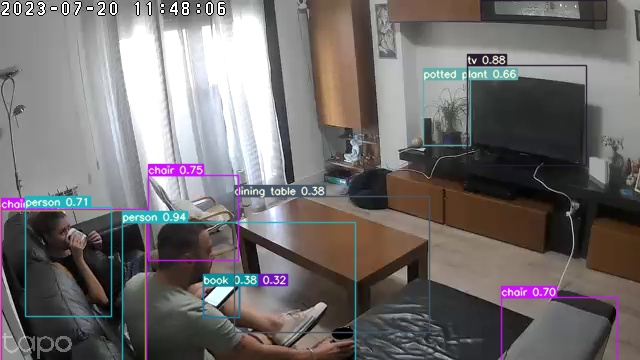 2023-07-20 11:48:06
tv 0.88
potted plant 0.66
chair 0.75
dining table 0.38
chai
person 0.71
person 0.94
book 0.38 0.32
chair 0.70
tapo